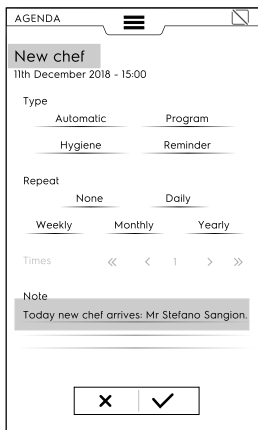 AGENDA
New chef
11th December 2018 - 15:00
Type
Automatic Program
Hygiene Reminder
Repeat
None Daily
Weekly Monthly Yearly
Times « < 1 > »
Note
Today new chef arrives: Mr Stefano Sangion.